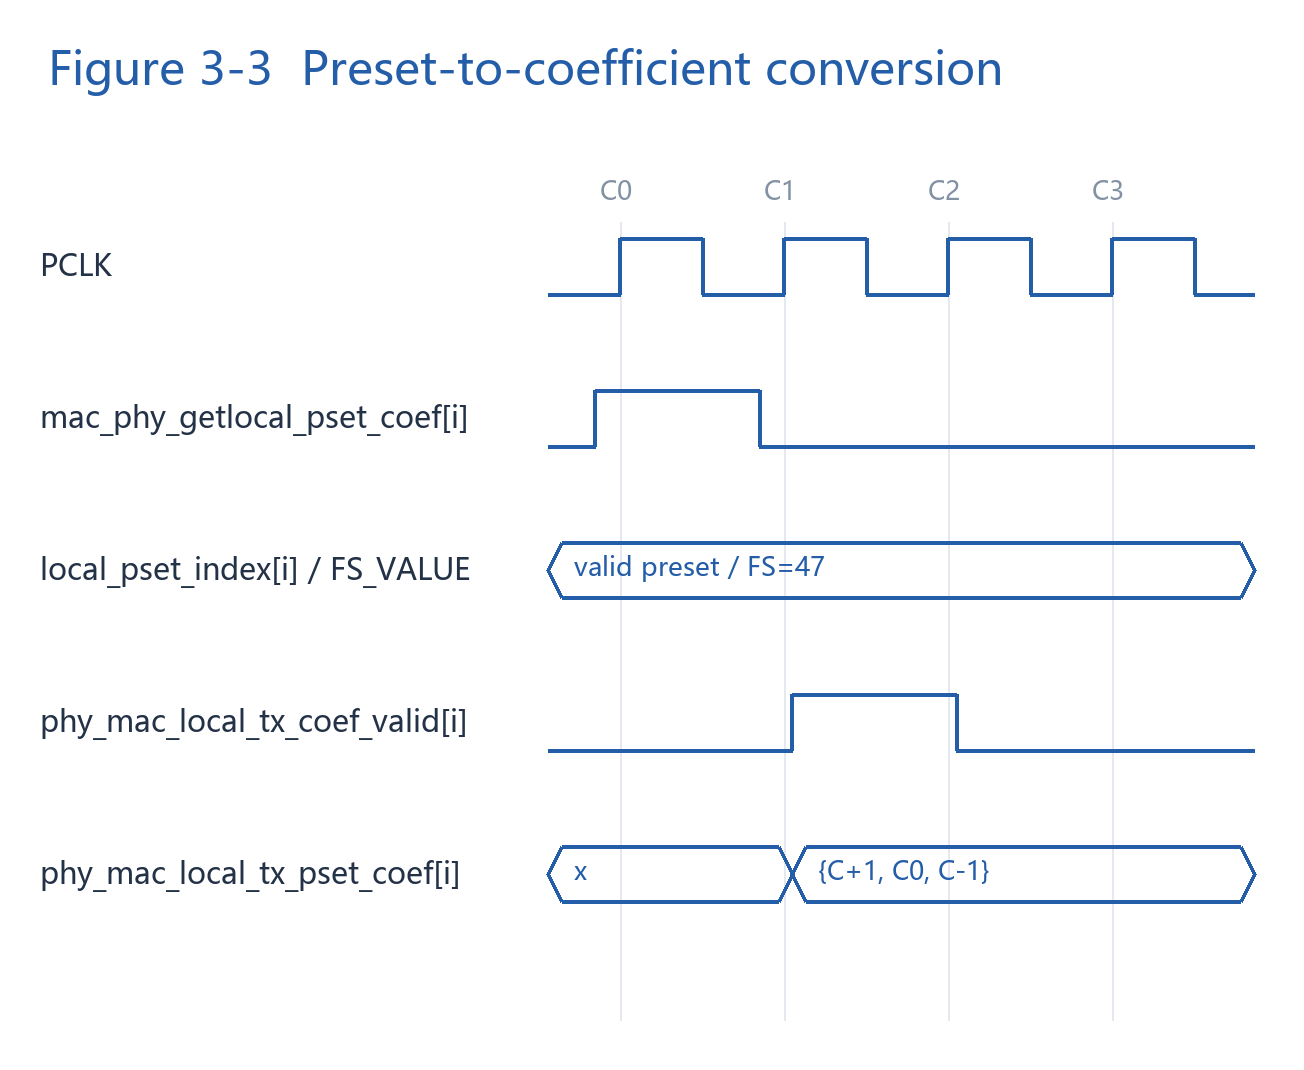 Figure 3-3 Preset-to-coefficient conversion
C0 C1 C2 C3
PCLK
mac_phy_getlocal_pset_coef[i]
local_pset_index[i] / FS_VALUE valid preset / FS=47
phy_mac_local_tx_coef_valid[i]
phy_mac_local_tx_pset_coef[i] x {C+1, C0, C-1}